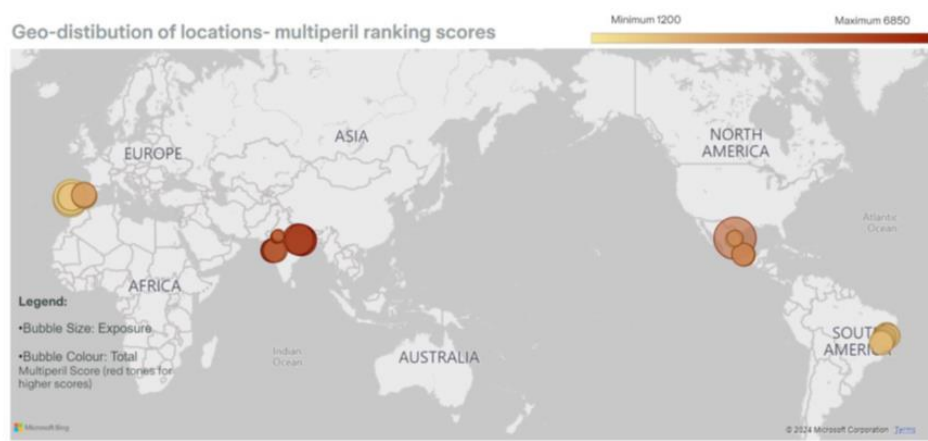 Minimum 1200
Maximum 6850
Geo-distibution of locations- multiperil ranking scores
ASIA
EUROPE
NORTH
AMERICA
Atlantic
Ocean
AFRICA
Legend:
•Bubble Size: Exposure
•Bubble Colour: Total
Multiperil Score (red tones for
higher scores)
Indian
Ocean
AUSTRALIA
SOUT
AMERIC
Microsoft Bing
© 2024 Microsoft Corporation Terms